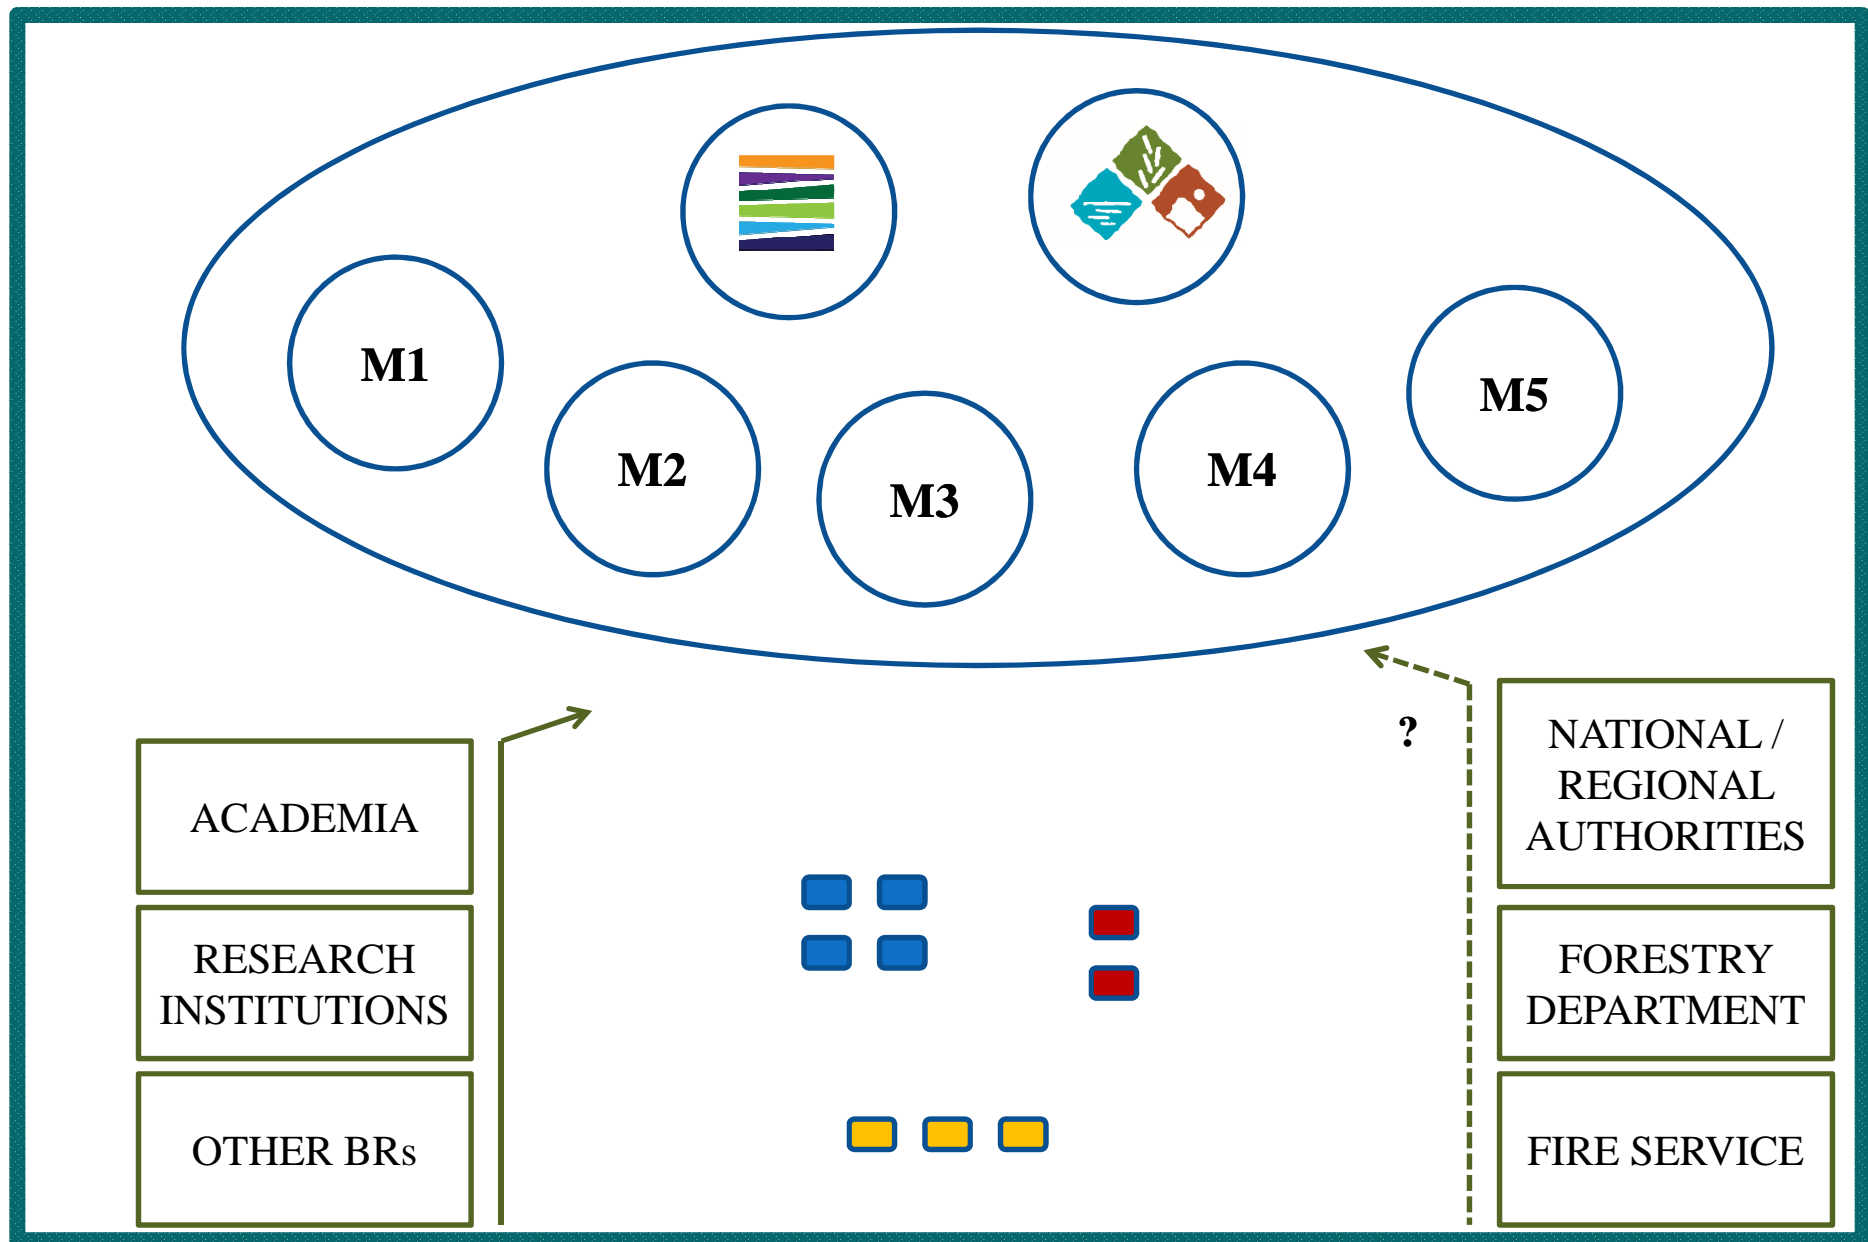 M1
M2
M3
M4
M5
?
ACADEMIA
RESEARCH
INSTITUTIONS
OTHER BRs
NATIONAL /
REGIONAL
AUTHORITIES
FORESTRY
DEPARTMENT
FIRE SERVICE